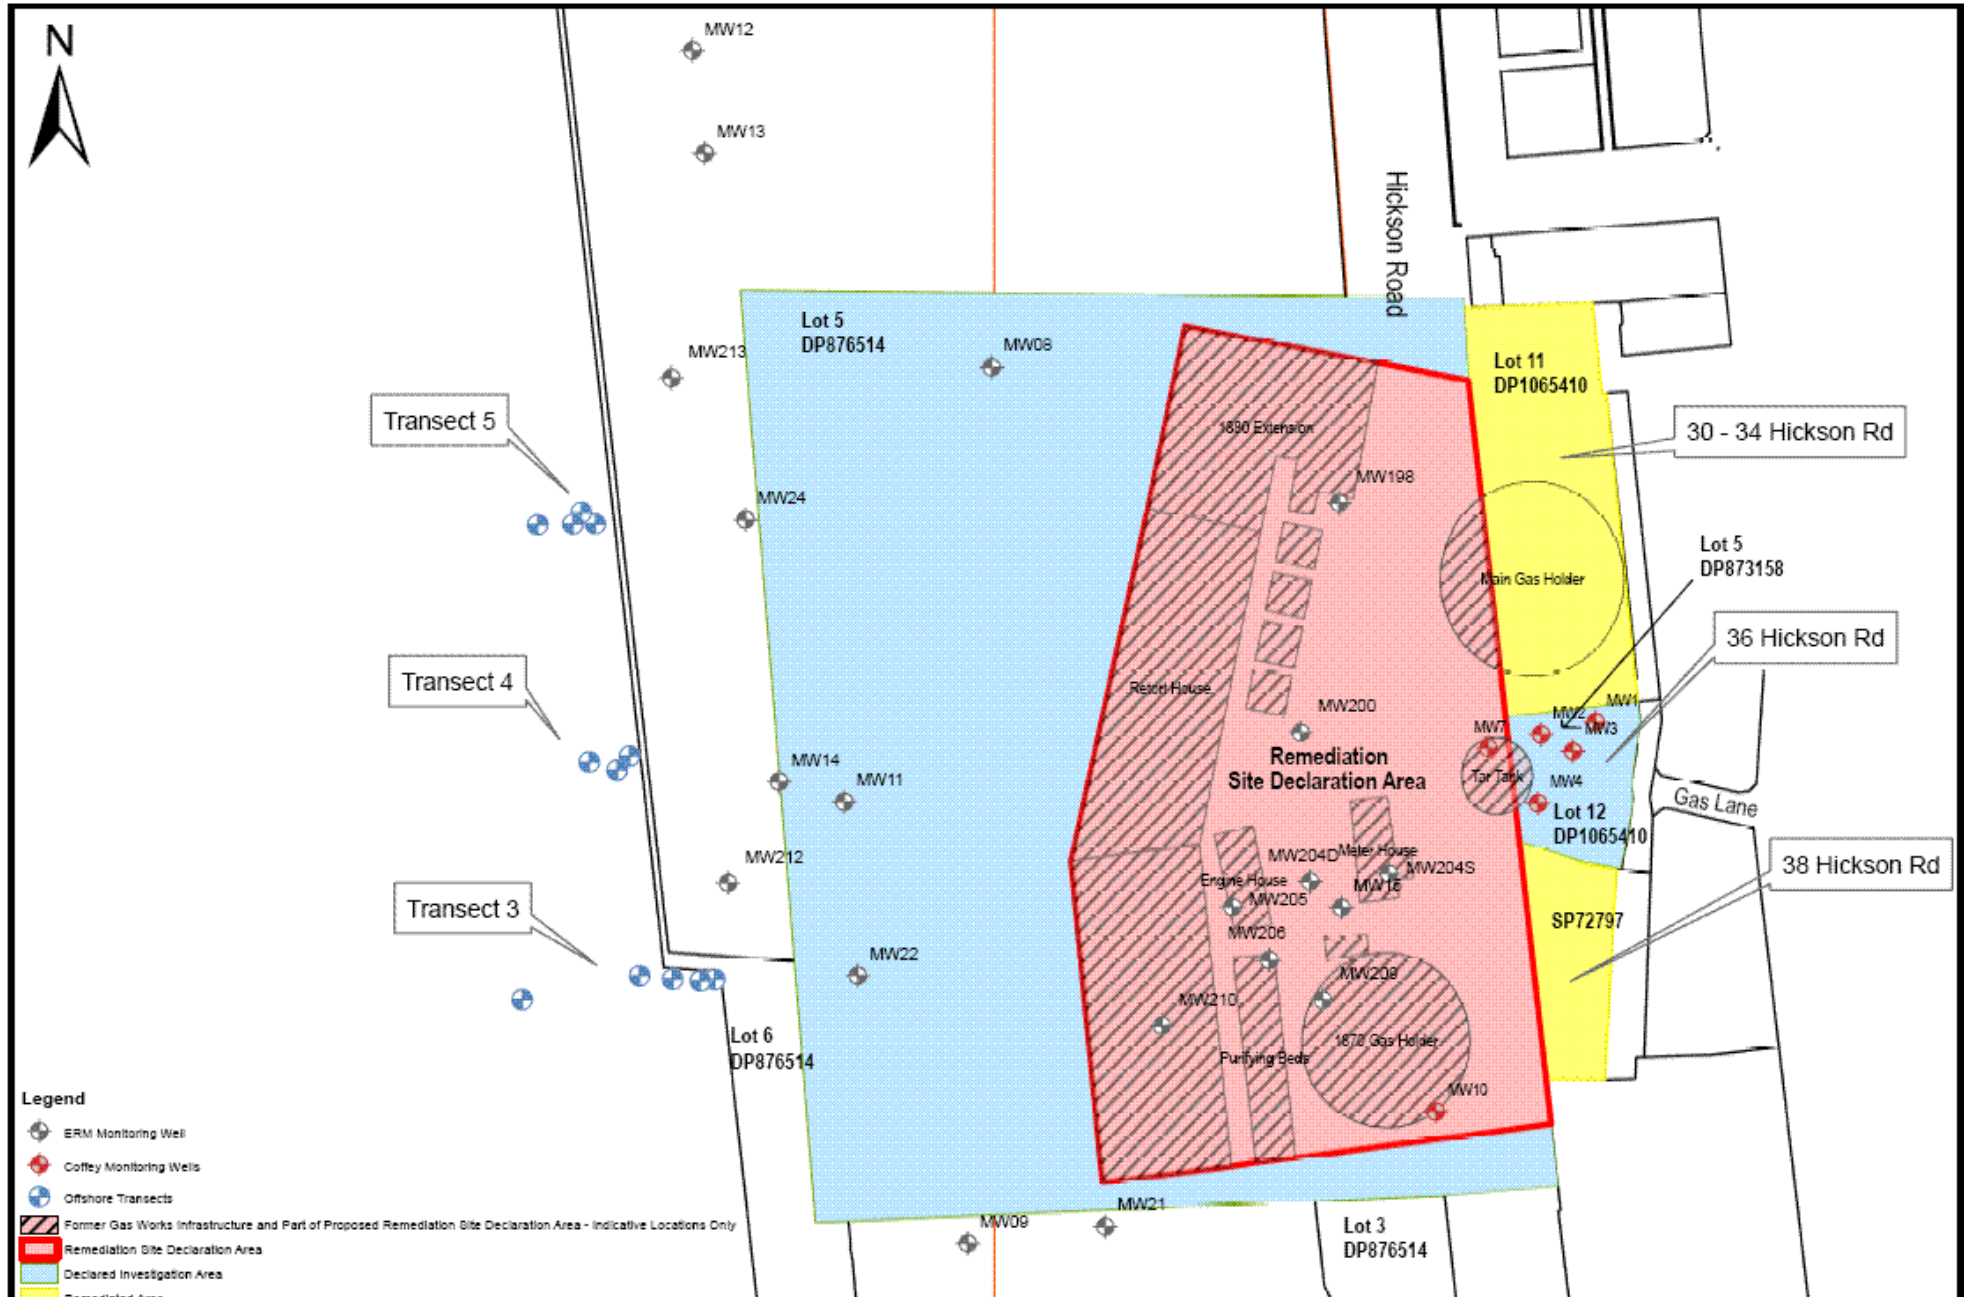 N
MW12
MW13
Hickson Road
Lot 5
DP876514
MW08
MW213
Lot 11
DP1065410
Transect 5
30 - 34 Hickson Rd
1880 Extension
MW198
MW24
Lot 5
DP873158
Main Gas Holder
36 Hickson Rd
Transect 4
Retort House
MW200
MW1
MW2
MW3
MW7
Remediation
Site Declaration Area
Tar Tank
MW4
MW14
MW11
Gas Lane
Lot 12
DP1065410
MW212
MW204D
Meter House
MW204S
38 Hickson Rd
Engine House
MW205
Transect 3
SP72797
MW206
MW22
MW210
Lot 6
DP876514
1870 Gas Holder
Purifying Beds
MW10
MW21
MW09
Lot 3
DP876514
Legend
ERM Monitoring Well
Coffey Monitoring Wells
Offshore Transects
Former Gas Works Infrastructure and Part of Proposed Remediation Site Declaration Area - Indicative Locations Only
Remediation Site Declaration Area
Declared Investigation Area
Remediated Area